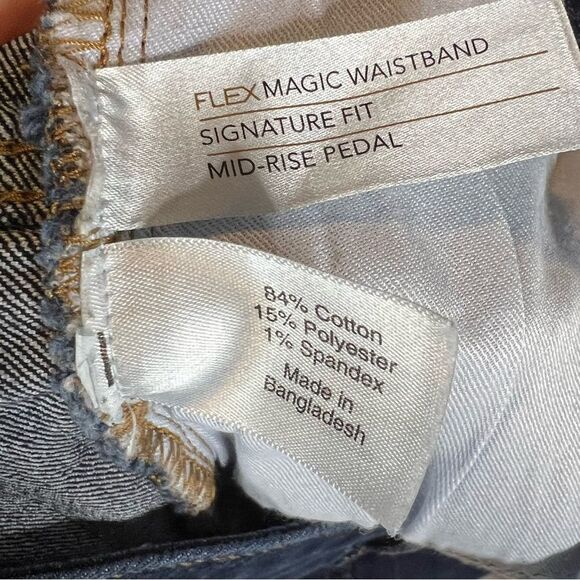 FLEX MAGIC WAISTBAND
SIGNATURE FIT
MID-RISE PEDAL
84% Cotton
15% Polyester
1% Spandex
Made in
Bangladesh